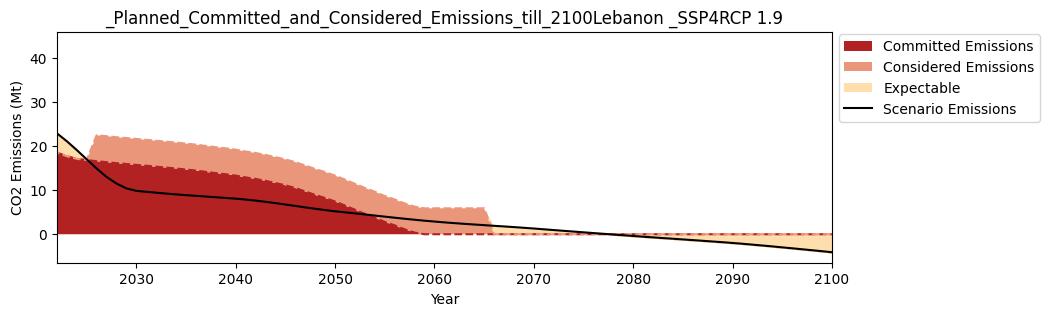 _Planned_Committed_and_Considered_Emissions_till_2100Lebanon _SSP4RCP 1.9
Committed Emissions
Considered Emissions
Expectable
Scenario Emissions
CO2 Emissions (Mt)
40
30
20
10
0
2030 2040 2050 2060 2070 2080 2090 2100
Year